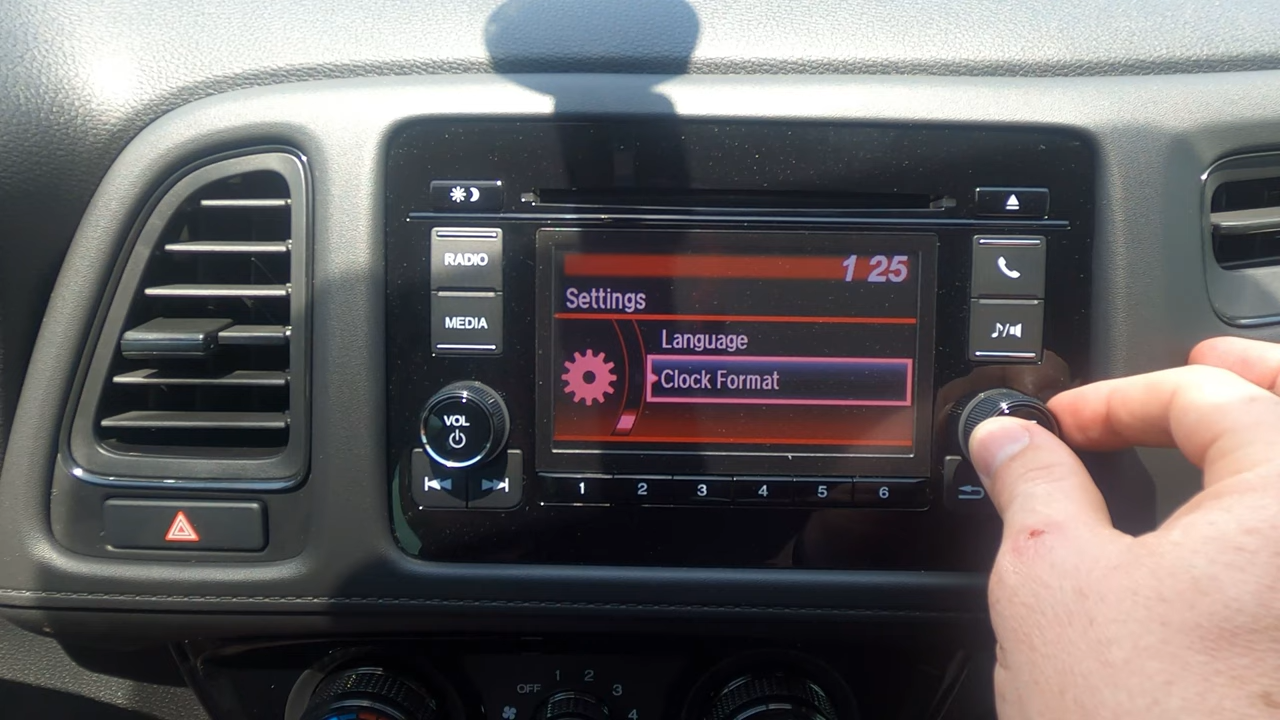 RADIO
MEDIA
VOL
1 25
Settings
Language
Clock Format
1 2 3 4 5 6
OFF 1 2 3 4